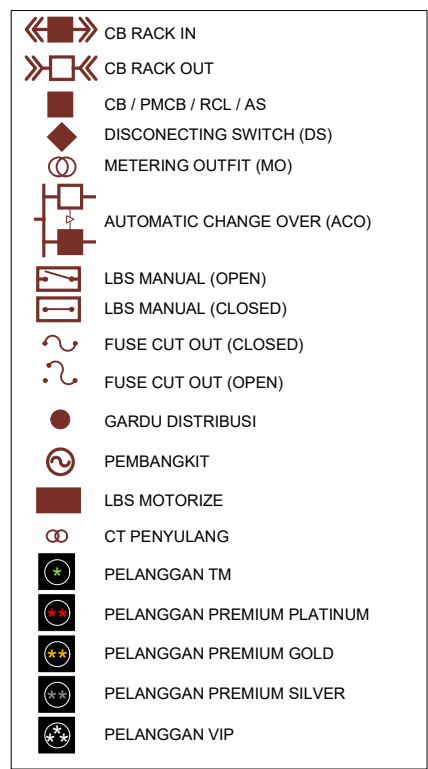 CB RACK IN
CB RACK OUT
CB / PMCB / RCL / AS
DISCONECTING SWITCH (DS)
METERING OUTFIT (MO)
AUTOMATIC CHANGE OVER (ACO)
LBS MANUAL (OPEN)
LBS MANUAL (CLOSED)
FUSE CUT OUT (CLOSED)
FUSE CUT OUT (OPEN)
GARDU DISTRIBUSI
PEMBANGKIT
LBS MOTORIZE
CT PENYULANG
* PELANGGAN TM
** PELANGGAN PREMIUM PLATINUM
** PELANGGAN PREMIUM GOLD
** PELANGGAN PREMIUM SILVER
*** PELANGGAN VIP